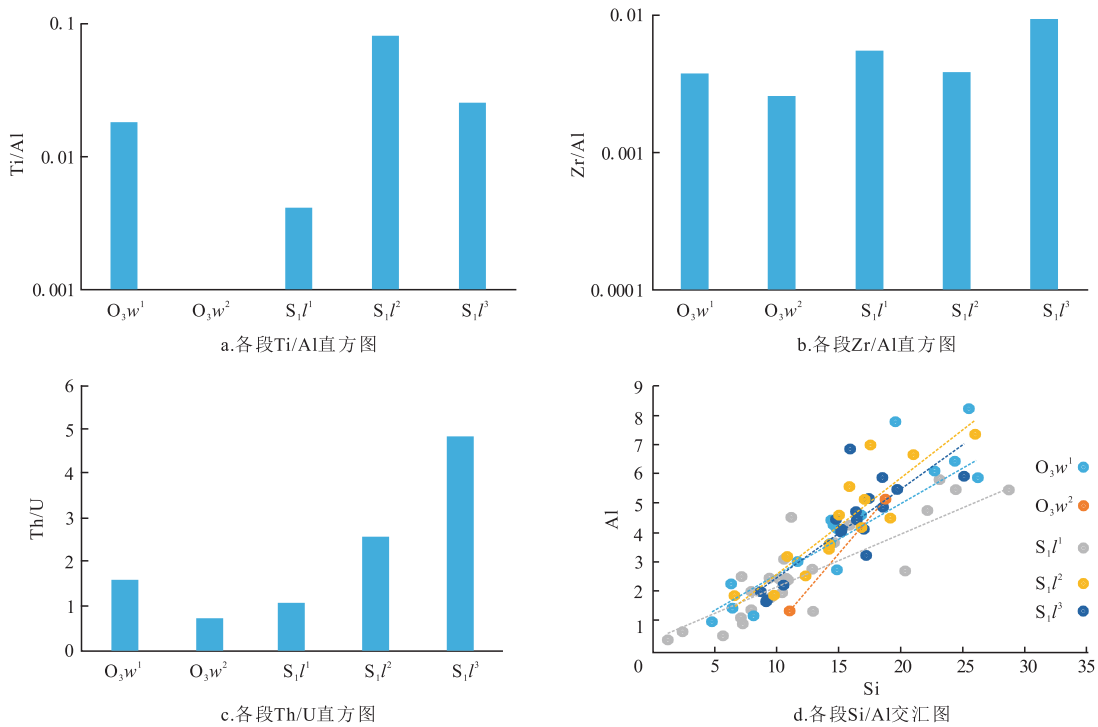 0.1
0.01
0.001
Ti/Al
O₃w¹ O₃w² S₁l¹ S₁l² S₁l³
a.各段Ti/Al直方图
0.01
0.001
0.0001
Zr/Al
O₃w¹ O₃w² S₁l¹ S₁l² S₁l³
b.各段Zr/Al直方图
6
5
4
3
2
1
0
Th/U
O₃w¹ O₃w² S₁l¹ S₁l² S₁l³
c.各段Th/U直方图
9
8
7
6
5
4
3
2
1
0
Al
5 10 15 20 25 30 35
Si
O₃w¹
O₃w²
S₁l¹
S₁l²
S₁l³
d.各段Si/Al交汇图